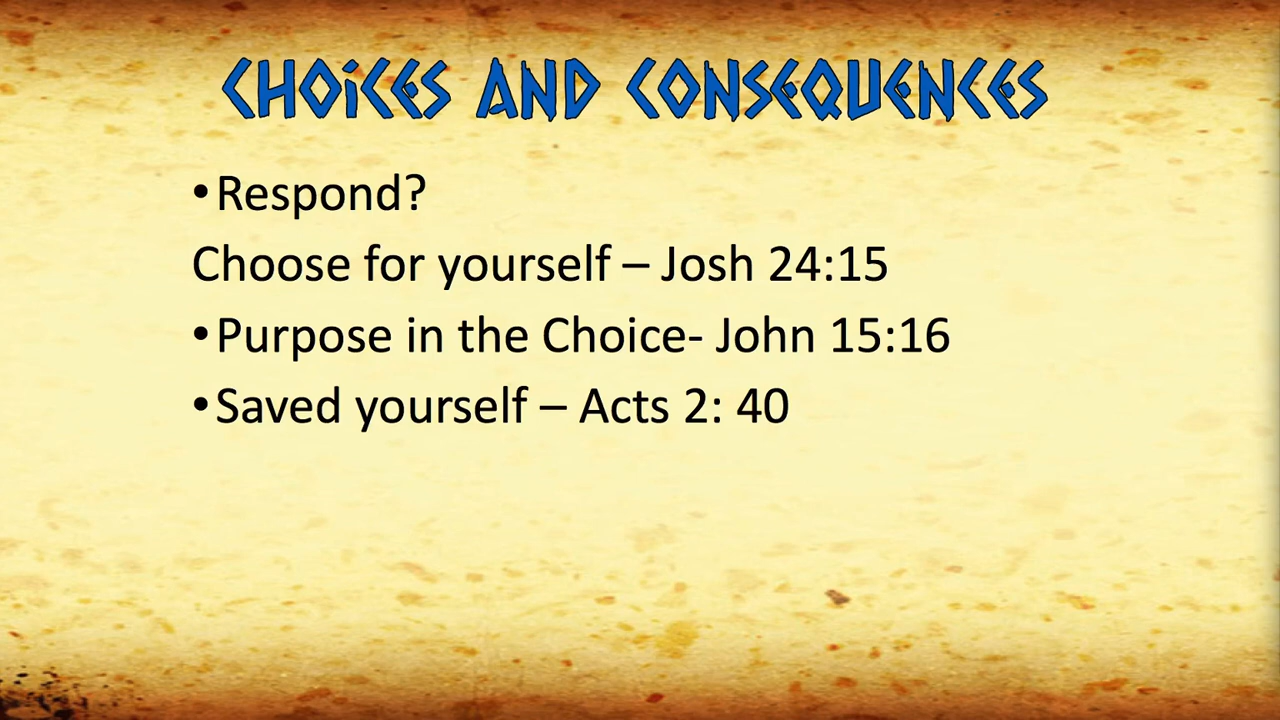 CHOiCES AND CONSEQUENCES
•Respond?
Choose for yourself – Josh 24:15
•Purpose in the Choice- John 15:16
•Saved yourself – Acts 2: 40